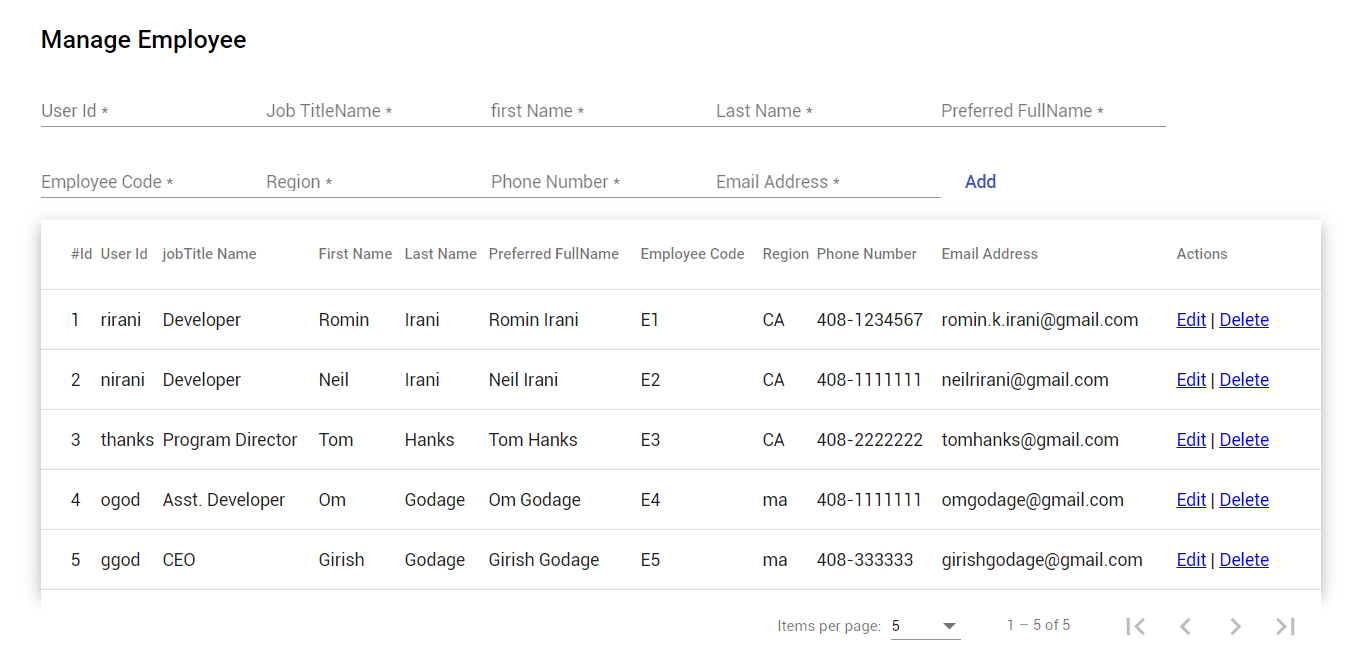 Manage Employee
User Id * Job TitleName * first Name * Last Name * Preferred FullName *
Employee Code * Region * Phone Number * Email Address * Add
#Id User Id jobTitle Name First Name Last Name Preferred FullName Employee Code Region Phone Number Email Address Actions
1 rirani Developer Romin Irani Romin Irani E1 CA 408-1234567 romin.k.irani@gmail.com Edit | Delete
2 nirani Developer Neil Irani Neil Irani E2 CA 408-1111111 neilrirani@gmail.com Edit | Delete
3 thanks Program Director Tom Hanks Tom Hanks E3 CA 408-2222222 tomhanks@gmail.com Edit | Delete
4 ogod Asst. Developer Om Godage Om Godage E4 ma 408-1111111 omgodage@gmail.com Edit | Delete
5 ggod CEO Girish Godage Girish Godage E5 ma 408-333333 girishgodage@gmail.com Edit | Delete
Items per page: 5 1 – 5 of 5